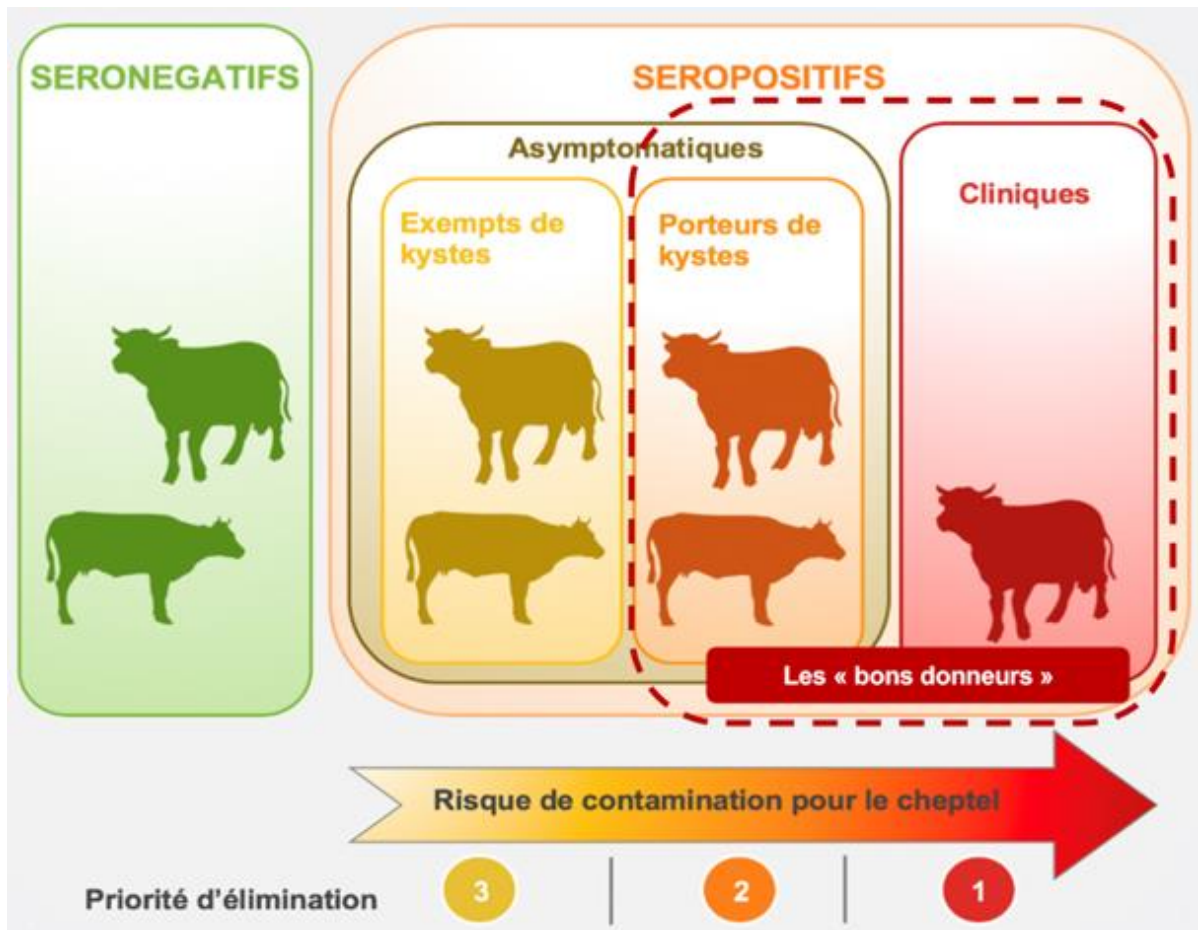 SERONEGATIFS
SEROPOSITIFS
Asymptomatiques
Exempts de
kystes
Porteurs de
kystes
Cliniques
Les « bons donneurs »
Risque de contamination pour le cheptel
Priorité d’élimination
3
2
1